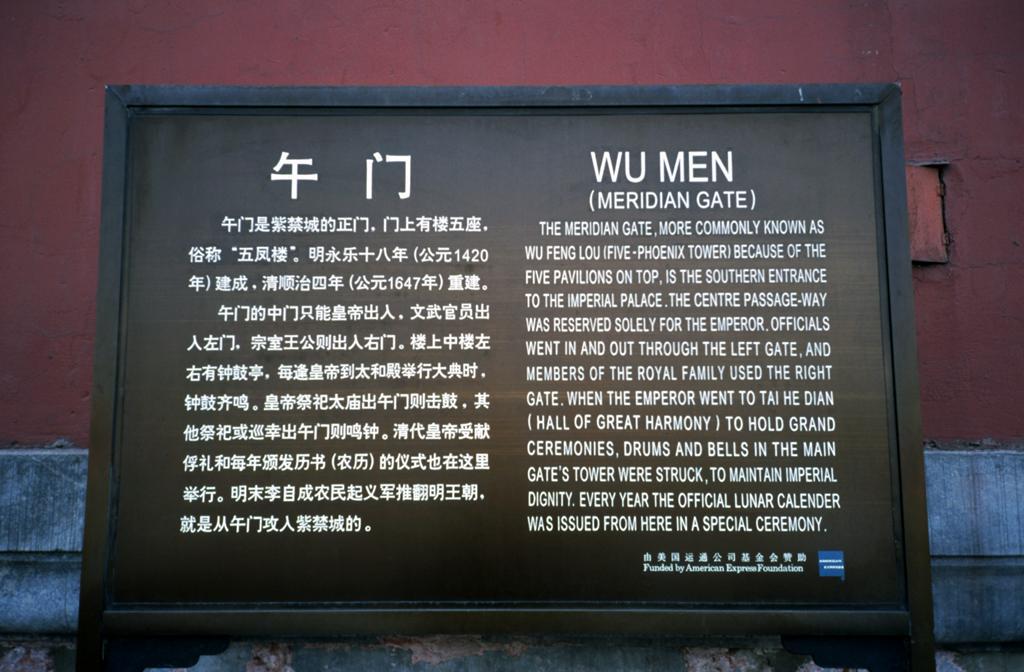 午门
午门是紫禁城的正门，门上有楼五座，
俗称“五凤楼”。明永乐十八年（公元1420
年）建成，清顺治四年（公元1647年）重建。
午门的中门只能皇帝出入，文武官员出
入左门，宗室王公则出入右门。楼上中楼左
右有钟鼓亭，每逢皇帝到太和殿举行大典时，
钟鼓齐鸣。皇帝祭祀太庙出午门则击鼓，其
他祭祀或巡幸出午门则鸣钟。清代皇帝受献
俘礼和每年颁发历书（农历）的仪式也在这里
举行。明末李自成农民起义军推翻明王朝，
就是从午门攻入紫禁城的。
WU MEN
(MERIDIAN GATE)
THE MERIDIAN GATE, MORE COMMONLY KNOWN AS
WU FENG LOU (FIVE-PHOENIX TOWER) BECAUSE OF THE
FIVE PAVILIONS ON TOP, IS THE SOUTHERN ENTRANCE
TO THE IMPERIAL PALACE. THE CENTRE PASSAGE-WAY
WAS RESERVED SOLELY FOR THE EMPEROR. OFFICIALS
WENT IN AND OUT THROUGH THE LEFT GATE, AND
MEMBERS OF THE ROYAL FAMILY USED THE RIGHT
GATE. WHEN THE EMPEROR WENT TO TAI HE DIAN
(HALL OF GREAT HARMONY) TO HOLD GRAND
CEREMONIES, DRUMS AND BELLS IN THE MAIN
GATE'S TOWER WERE STRUCK, TO MAINTAIN IMPERIAL
DIGNITY. EVERY YEAR THE OFFICIAL LUNAR CALENDER
WAS ISSUED FROM HERE IN A SPECIAL CEREMONY.
由美国运通公司基金会赞助
Funded by American Express Foundation